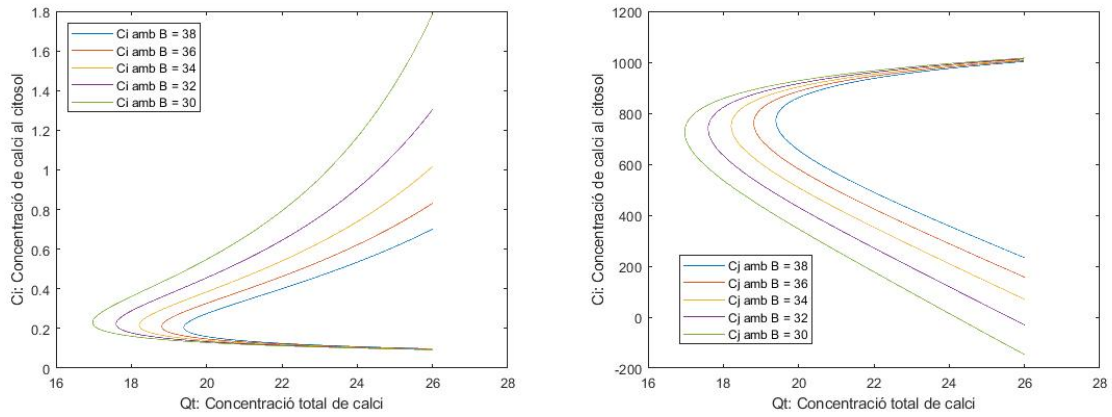 1.8
1.6
1.4
1.2
1
0.8
0.6
0.4
0.2
0
Ci: Concentració de calci al citosol
Ci amb B = 38
Ci amb B = 36
Ci amb B = 34
Ci amb B = 32
Ci amb B = 30
16 18 20 22 24 26 28
Qt: Concentració total de calci
1200
1000
800
600
400
200
0
-200
Ci: Concentració de calci al citosol
Cj amb B = 38
Cj amb B = 36
Cj amb B = 34
Cj amb B = 32
Cj amb B = 30
16 18 20 22 24 26 28
Qt: Concentració total de calci